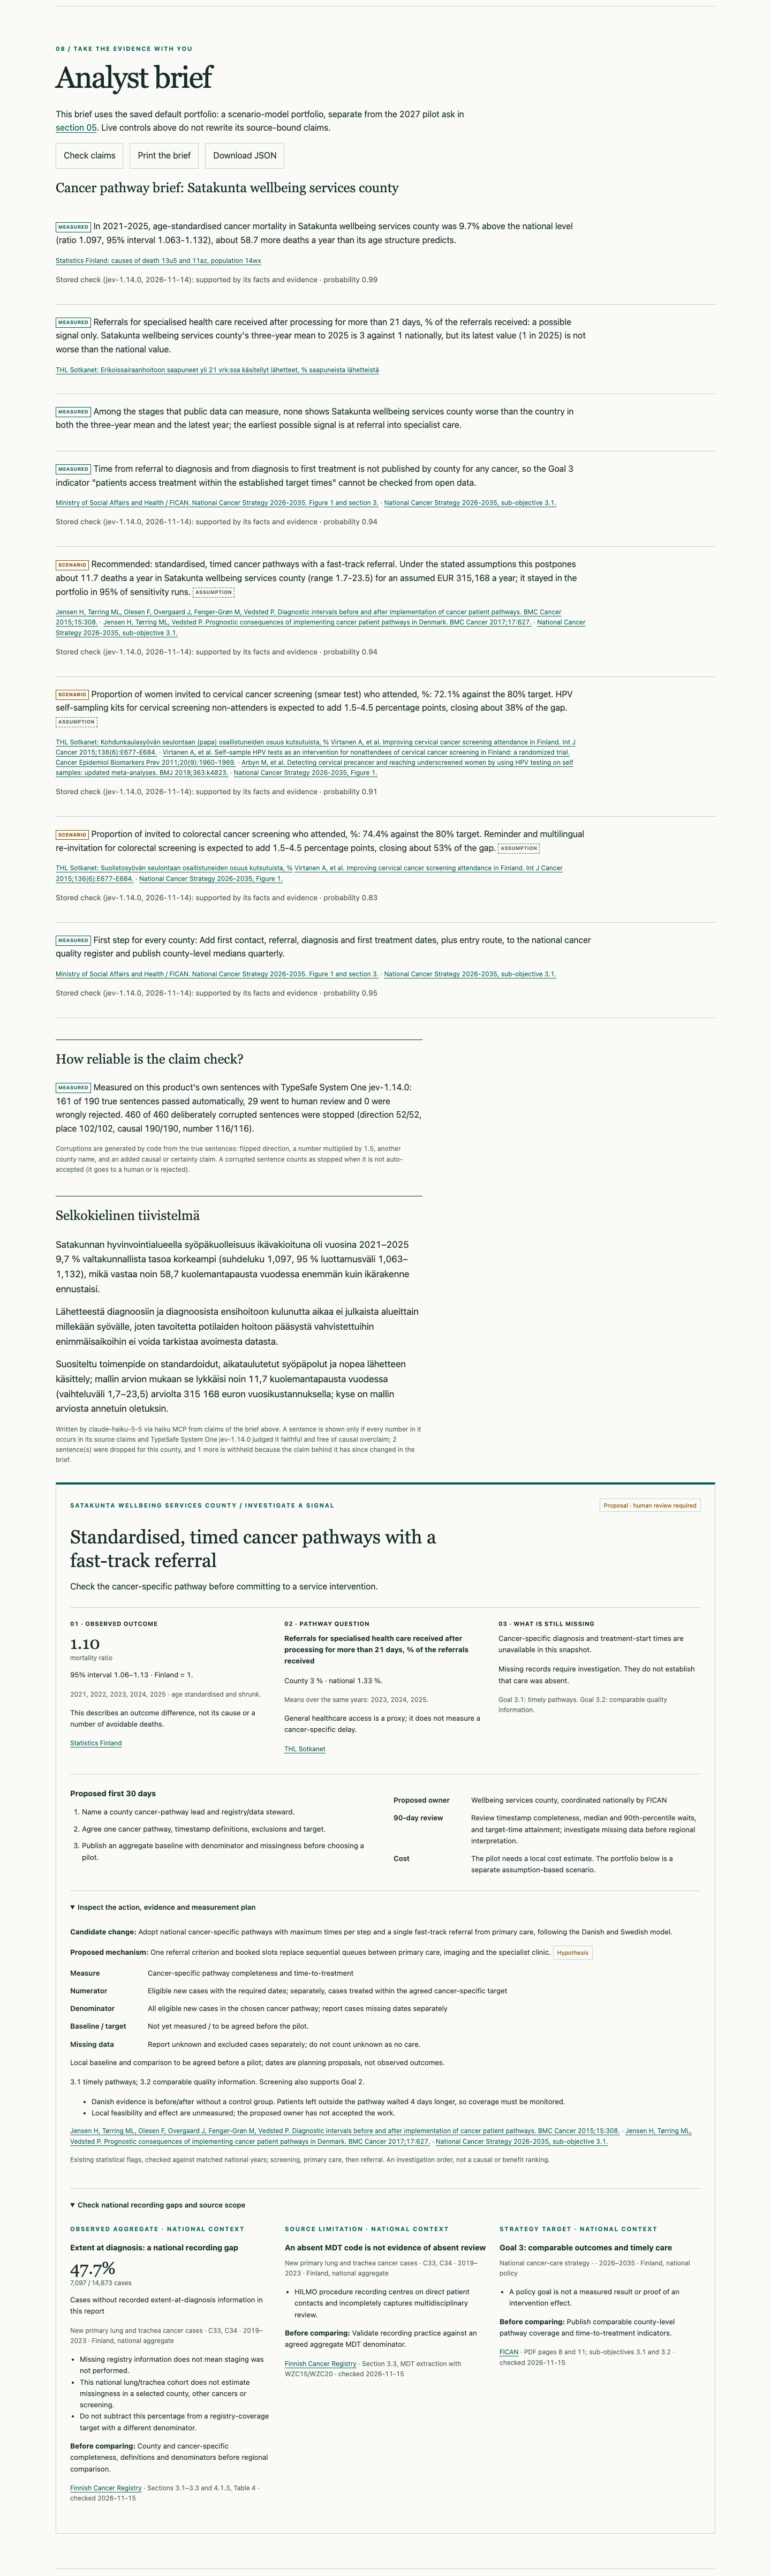 08 / TAKE THE EVIDENCE WITH YOU
Analyst brief
This brief uses the saved default portfolio: a scenario-model portfolio, separate from the 2027 pilot ask in
section 05. Live controls above do not rewrite its source-bound claims.
Check claims Print the brief Download JSON
Cancer pathway brief: Satakunta wellbeing services county
MEASURED In 2021-2025, age-standardised cancer mortality in Satakunta wellbeing services county was 9.7% above the national level
(ratio 1.097, 95% interval 1.063-1.132), about 58.7 more deaths a year than its age structure predicts.
Statistics Finland: causes of death 13u5 and 11az, population 14wx
Stored check (jev-1.14.0, 2026-11-14): supported by its facts and evidence · probability 0.99
MEASURED Referrals for specialised health care received after processing for more than 21 days, % of the referrals received: a possible
signal only. Satakunta wellbeing services county's three-year mean to 2025 is 3 against 1 nationally, but its latest value (1 in 2025) is not
worse than the national value.
THL Sotkanet: Erikoissairaanhoitoon saapuneet yli 21 vrk:ssa käsitellyt lähetteet, % saapuneista lähetteistä
MEASURED Among the stages that public data can measure, none shows Satakunta wellbeing services county worse than the country in
both the three-year mean and the latest year; the earliest possible signal is at referral into specialist care.
MEASURED Time from referral to diagnosis and from diagnosis to first treatment is not published by county for any cancer, so the Goal 3
indicator "patients access treatment within the established target times" cannot be checked from open data.
Ministry of Social Affairs and Health / FICAN. National Cancer Strategy 2026-2035. Figure 1 and section 3. · National Cancer Strategy 2026-2035, sub-objective 3.1.
Stored check (jev-1.14.0, 2026-11-14): supported by its facts and evidence · probability 0.94
SCENARIO Recommended: standardised, timed cancer pathways with a fast-track referral. Under the stated assumptions this postpones
about 11.7 deaths a year in Satakunta wellbeing services county (range 1.7-23.5) for an assumed EUR 315,168 a year; it stayed in the
portfolio in 95% of sensitivity runs. ASSUMPTION
Jensen H, Tørring ML, Olesen F, Overgaard J, Fenger-Grøn M, Vedsted P. Diagnostic intervals before and after implementation of cancer patient pathways. BMC Cancer
2015;15:308. · Jensen H, Tørring ML, Vedsted P. Prognostic consequences of implementing cancer patient pathways in Denmark. BMC Cancer 2017;17:627. · National Cancer
Strategy 2026-2035, sub-objective 3.1.
Stored check (jev-1.14.0, 2026-11-14): supported by its facts and evidence · probability 0.94
SCENARIO Proportion of women invited to cervical cancer screening (smear test) who attended, %: 72.1% against the 80% target. HPV
self-sampling kits for cervical screening non-attenders is expected to add 1.5-4.5 percentage points, closing about 38% of the gap.
ASSUMPTION
THL Sotkanet: Kohdunkaulasyövän seulontaan (papa) osallistuneiden osuus kutsutuista, % Virtanen A, et al. Improving cervical cancer screening attendance in Finland. Int J
Cancer 2015;136(6):E677-E684. · Virtanen A, et al. Self-sample HPV tests as an intervention for nonattendees of cervical cancer screening in Finland: a randomized trial.
Cancer Epidemiol Biomarkers Prev 2011;20(9):1960-1969. · Arbyn M, et al. Detecting cervical precancer and reaching underscreened women by using HPV testing on self
samples: updated meta-analyses. BMJ 2018;363:k4823. · National Cancer Strategy 2026-2035, Figure 1.
Stored check (jev-1.14.0, 2026-11-14): supported by its facts and evidence · probability 0.91
SCENARIO Proportion of invited to colorectal cancer screening who attended, %: 74.4% against the 80% target. Reminder and multilingual
re-invitation for colorectal screening is expected to add 1.5-4.5 percentage points, closing about 53% of the gap. ASSUMPTION
THL Sotkanet: Suolistosyövän seulontaan osallistuneiden osuus kutsutuista, % Virtanen A, et al. Improving cervical cancer screening attendance in Finland. Int J Cancer
2015;136(6):E677-E684. · National Cancer Strategy 2026-2035, Figure 1.
Stored check (jev-1.14.0, 2026-11-14): supported by its facts and evidence · probability 0.83
MEASURED First step for every county: Add first contact, referral, diagnosis and first treatment dates, plus entry route, to the national cancer
quality register and publish county-level medians quarterly.
Ministry of Social Affairs and Health / FICAN. National Cancer Strategy 2026-2035. Figure 1 and section 3. · National Cancer Strategy 2026-2035, sub-objective 3.1.
Stored check (jev-1.14.0, 2026-11-14): supported by its facts and evidence · probability 0.95
How reliable is the claim check?
MEASURED Measured on this product's own sentences with TypeSafe System One jev-1.14.0:
161 of 190 true sentences passed automatically, 29 went to human review and 0 were
wrongly rejected. 460 of 460 deliberately corrupted sentences were stopped (direction 52/52,
place 102/102, causal 190/190, number 116/116).
Corruptions are generated by code from the true sentences: flipped direction, a number multiplied by 1.5, another
county name, and an added causal or certainty claim. A corrupted sentence counts as stopped when it is not auto-
accepted (it goes to a human or is rejected).
Selkokielinen tiivistelmä
Satakunnan hyvinvointialueella syöpäkuolleisuus ikävakioituna oli vuosina 2021–2025
9,7 % valtakunnallista tasoa korkeampi (suhdeluku 1,097, 95 % luottamusväli 1,063–
1,132), mikä vastaa noin 58,7 kuolemantapausta vuodessa enemmän kuin ikärakenne
ennustaisi.
Lähetteestä diagnoosiin ja diagnoosista ensihoitoon kulunutta aikaa ei julkaista alueittain
millekään syövälle, joten tavoitetta potilaiden hoitoon pääsystä vahvistettuihin
enimmäisaikoihin ei voida tarkistaa avoimesta datasta.
Suositeltu toimenpide on standardoidut, aikataulutetut syöpäpolut ja nopea lähetteen
käsittely; mallin arvion mukaan se lykkäisi noin 11,7 kuolemantapausta vuodessa
(vaihteluväli 1,7–23,5) arviolta 315 168 euron vuosikustannuksella; kyse on mallin
arviosta annetuin oletuksin.
Written by claude-haiku-5-5 via haiku MCP from claims of the brief above. A sentence is shown only if every number in it
occurs in its source claims and TypeSafe System One jev-1.14.0 judged it faithful and free of causal overclaim; 2
sentence(s) were dropped for this county, and 1 more is withheld because the claim behind it has since changed in the
brief.
SATAKUNTA WELLBEING SERVICES COUNTY / INVESTIGATE A SIGNAL
Proposal · human review required
Standardised, timed cancer pathways with a
fast-track referral
Check the cancer-specific pathway before committing to a service intervention.
01 · OBSERVED OUTCOME
1.10
mortality ratio
95% interval 1.06–1.13 · Finland = 1.
2021, 2022, 2023, 2024, 2025 · age standardised and shrunk.
This describes an outcome difference, not its cause or a
number of avoidable deaths.
Statistics Finland
02 · PATHWAY QUESTION
Referrals for specialised health care received after
processing for more than 21 days, % of the referrals
received
County 3 % · national 1.33 %.
Means over the same years: 2023, 2024, 2025.
General healthcare access is a proxy; it does not measure a
cancer-specific delay.
THL Sotkanet
03 · WHAT IS STILL MISSING
Cancer-specific diagnosis and treatment-start times are
unavailable in this snapshot.
Missing records require investigation. They do not establish
that care was absent.
Goal 3.1: timely pathways. Goal 3.2: comparable quality
information.
Proposed first 30 days
1. Name a county cancer-pathway lead and registry/data steward.
2. Agree one cancer pathway, timestamp definitions, exclusions and target.
3. Publish an aggregate baseline with denominator and missingness before choosing a
pilot.
Proposed owner Wellbeing services county, coordinated nationally by FICAN
90-day review Review timestamp completeness, median and 90th-percentile waits,
and target-time attainment; investigate missing data before regional
interpretation.
Cost The pilot needs a local cost estimate. The portfolio below is a
separate assumption-based scenario.
▼ Inspect the action, evidence and measurement plan
Candidate change: Adopt national cancer-specific pathways with maximum times per step and a single fast-track referral from primary care, following the Danish and Swedish model.
Proposed mechanism: One referral criterion and booked slots replace sequential queues between primary care, imaging and the specialist clinic. Hypothesis
Measure Cancer-specific pathway completeness and time-to-treatment
Numerator Eligible new cases with the required dates; separately, cases treated within the agreed cancer-specific target
Denominator All eligible new cases in the chosen cancer pathway; report cases missing dates separately
Baseline / target Not yet measured / to be agreed before the pilot.
Missing data Report unknown and excluded cases separately; do not count unknown as no care.
Local baseline and comparison to be agreed before a pilot; dates are planning proposals, not observed outcomes.
3.1 timely pathways; 3.2 comparable quality information. Screening also supports Goal 2.
• Danish evidence is before/after without a control group. Patients left outside the pathway waited 4 days longer, so coverage must be monitored.
• Local feasibility and effect are unmeasured; the proposed owner has not accepted the work.
Jensen H, Tørring ML, Olesen F, Overgaard J, Fenger-Grøn M, Vedsted P. Diagnostic intervals before and after implementation of cancer patient pathways. BMC Cancer 2015;15:308. · Jensen H, Tørring ML,
Vedsted P. Prognostic consequences of implementing cancer patient pathways in Denmark. BMC Cancer 2017;17:627. · National Cancer Strategy 2026-2035, sub-objective 3.1.
Existing statistical flags, checked against matched national years; screening, primary care, then referral. An investigation order, not a causal or benefit ranking.
▼ Check national recording gaps and source scope
OBSERVED AGGREGATE · NATIONAL CONTEXT
Extent at diagnosis: a national recording gap
47.7%
7,097 / 14,873 cases
Cases without recorded extent-at-diagnosis information in
this report
New primary lung and trachea cancer cases · C33, C34 · 2019–
2023 · Finland, national aggregate
• Missing registry information does not mean staging was
not performed.
• This national lung/trachea cohort does not estimate
missingness in a selected county, other cancers or
screening.
• Do not subtract this percentage from a registry-coverage
target with a different denominator.
Before comparing: County and cancer-specific
completeness, definitions and denominators before regional
comparison.
Finnish Cancer Registry · Sections 3.1–3.3 and 4.1.3, Table 4 ·
checked 2026-11-15
SOURCE LIMITATION · NATIONAL CONTEXT
An absent MDT code is not evidence of absent review
New primary lung and trachea cancer cases · C33, C34 · 2019–
2023 · Finland, national aggregate
• HILMO procedure recording centres on direct patient
contacts and incompletely captures multidisciplinary
review.
Before comparing: Validate recording practice against an
agreed aggregate MDT denominator.
Finnish Cancer Registry · Section 3.3, MDT extraction with
WZC15/WZC20 · checked 2026-11-15
STRATEGY TARGET · NATIONAL CONTEXT
Goal 3: comparable outcomes and timely care
National cancer-care strategy · · 2026–2035 · Finland, national
policy
• A policy goal is not a measured result or proof of an
intervention effect.
Before comparing: Publish comparable county-level
pathway coverage and time-to-treatment indicators.
FICAN · PDF pages 8 and 11; sub-objectives 3.1 and 3.2 ·
checked 2026-11-15